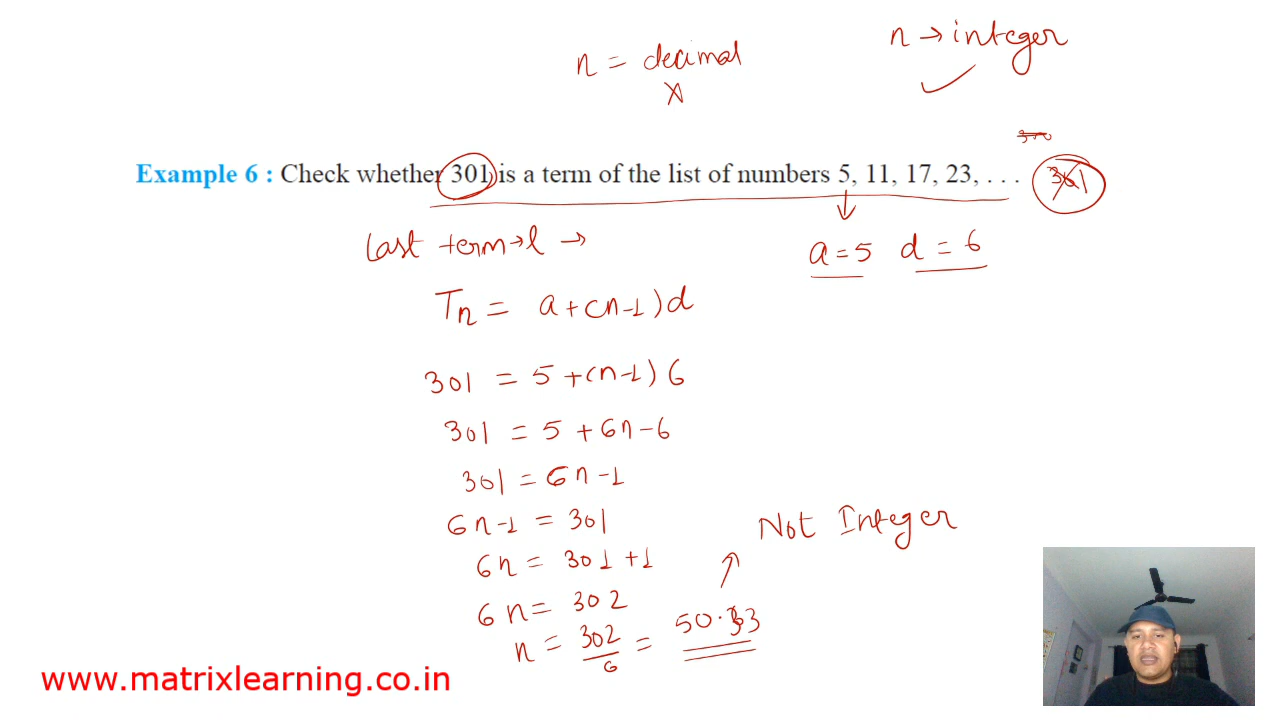 n = decimal
n → integer
Example 6 : Check whether 301 is a term of the list of numbers 5, 11, 17, 23, . . .
301
Last term → l →
a = 5 d = 6
Tn = a + (n-1)d
301 = 5 + (n-1) 6
301 = 5 + 6n - 6
301 = 6n - 1
6n - 1 = 301
Not Integer
6n = 301 + 1
6n = 302
n = 302/6 = 50.33
www.matrixlearning.co.in